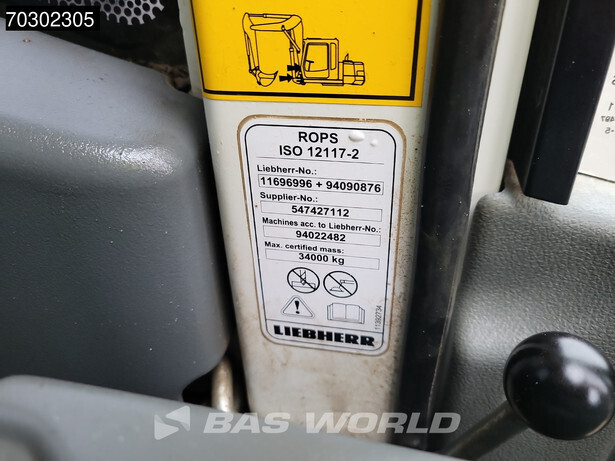 70302305
ROPS
ISO 12117-2
Liebherr-No.:
11696996 + 94090876
Supplier-No.:
547427112
Machines acc. to Liebherr-No.:
94022482
Max. certified mass:
34000 kg
LIEBHERR
BAS WORLD